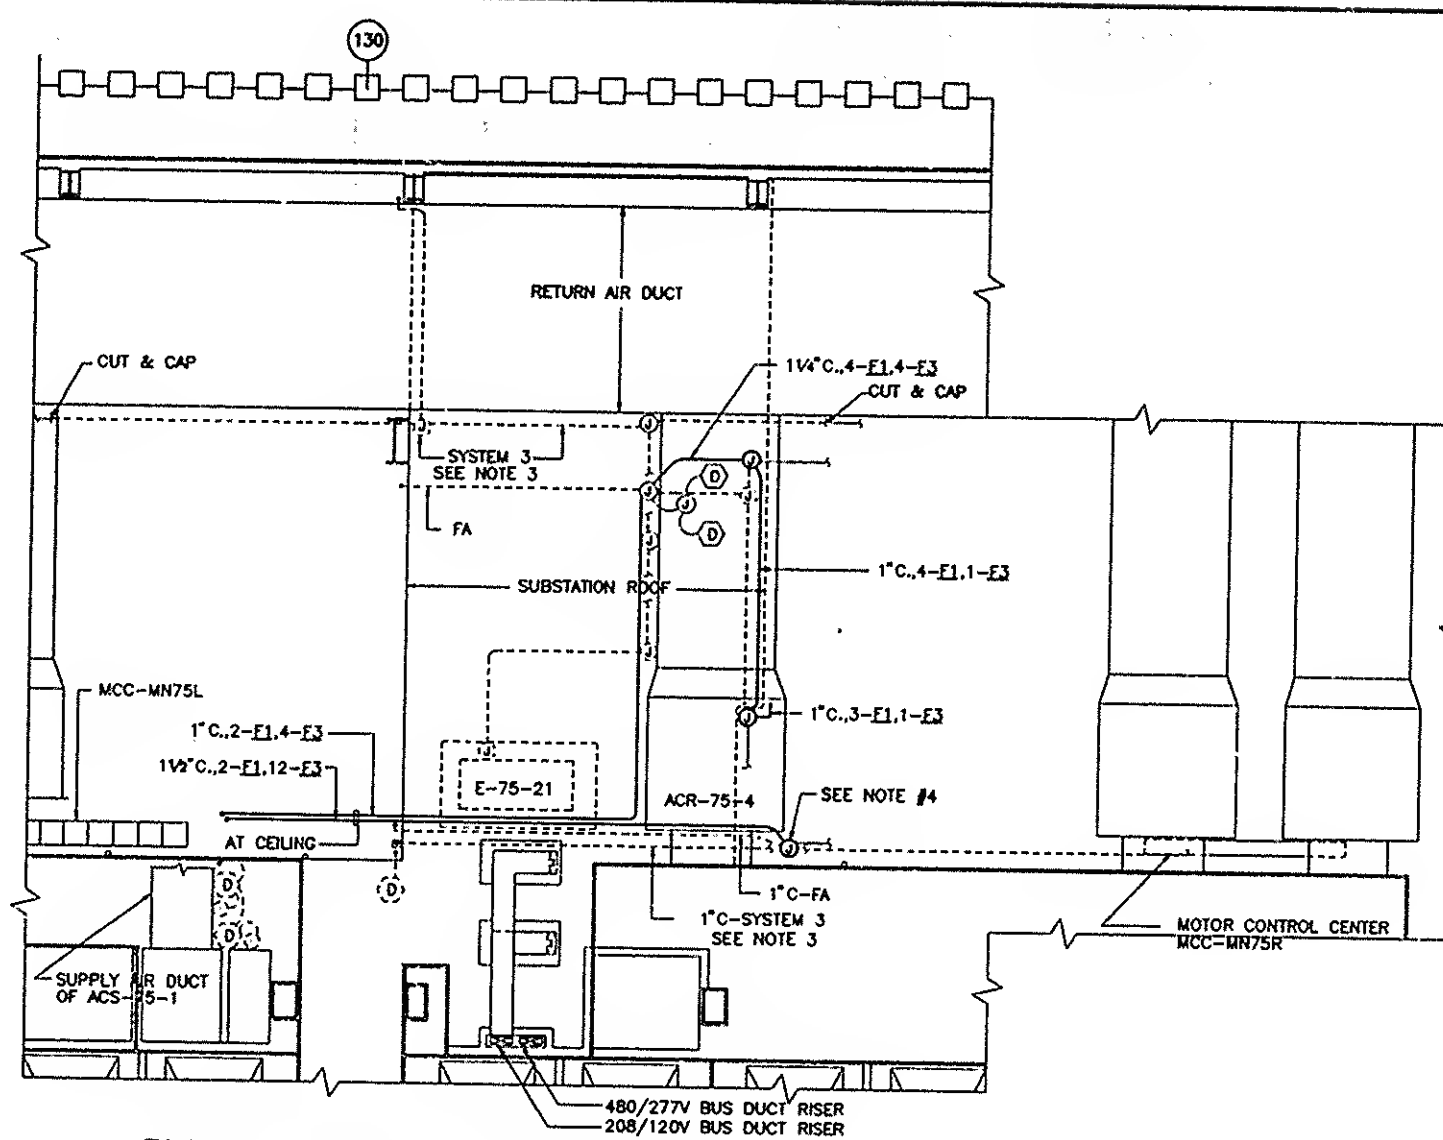 130
RETURN AIR DUCT
CUT & CAP
1¼"C.,4-F1,4-F3
CUT & CAP
J
J
SYSTEM 3
SEE NOTE 3
J
D
J
J
J
D
FA
J
1"C.,4-F1,1-F3
SUBSTATION ROOF
J
MCC-MN75L
1"C.,3-F1,1-F3
J
1"C.,2-F1,4-F3
1½"C.,2-F1,12-F3
J
E-75-21
ACR-75-4
SEE NOTE #4
AT CEILING
J
D
D
1"C-FA
1"C-SYSTEM 3
SEE NOTE 3
MOTOR CONTROL CENTER
MCC-MN75R
D
SUPPLY AIR DUCT
OF ACS-75-1
480/277V BUS DUCT RISER
208/120V BUS DUCT RISER